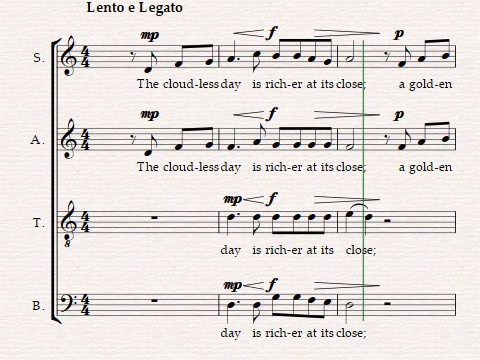 Lento e Legato
mp f p
S.
The cloud-less day is rich-er at its close; a gold-en
mp f p
A.
The cloud-less day is rich-er at its close; a gold-en
mp f
T.
8
day is rich-er at its close;
mp f
B.
day is rich-er at its close;